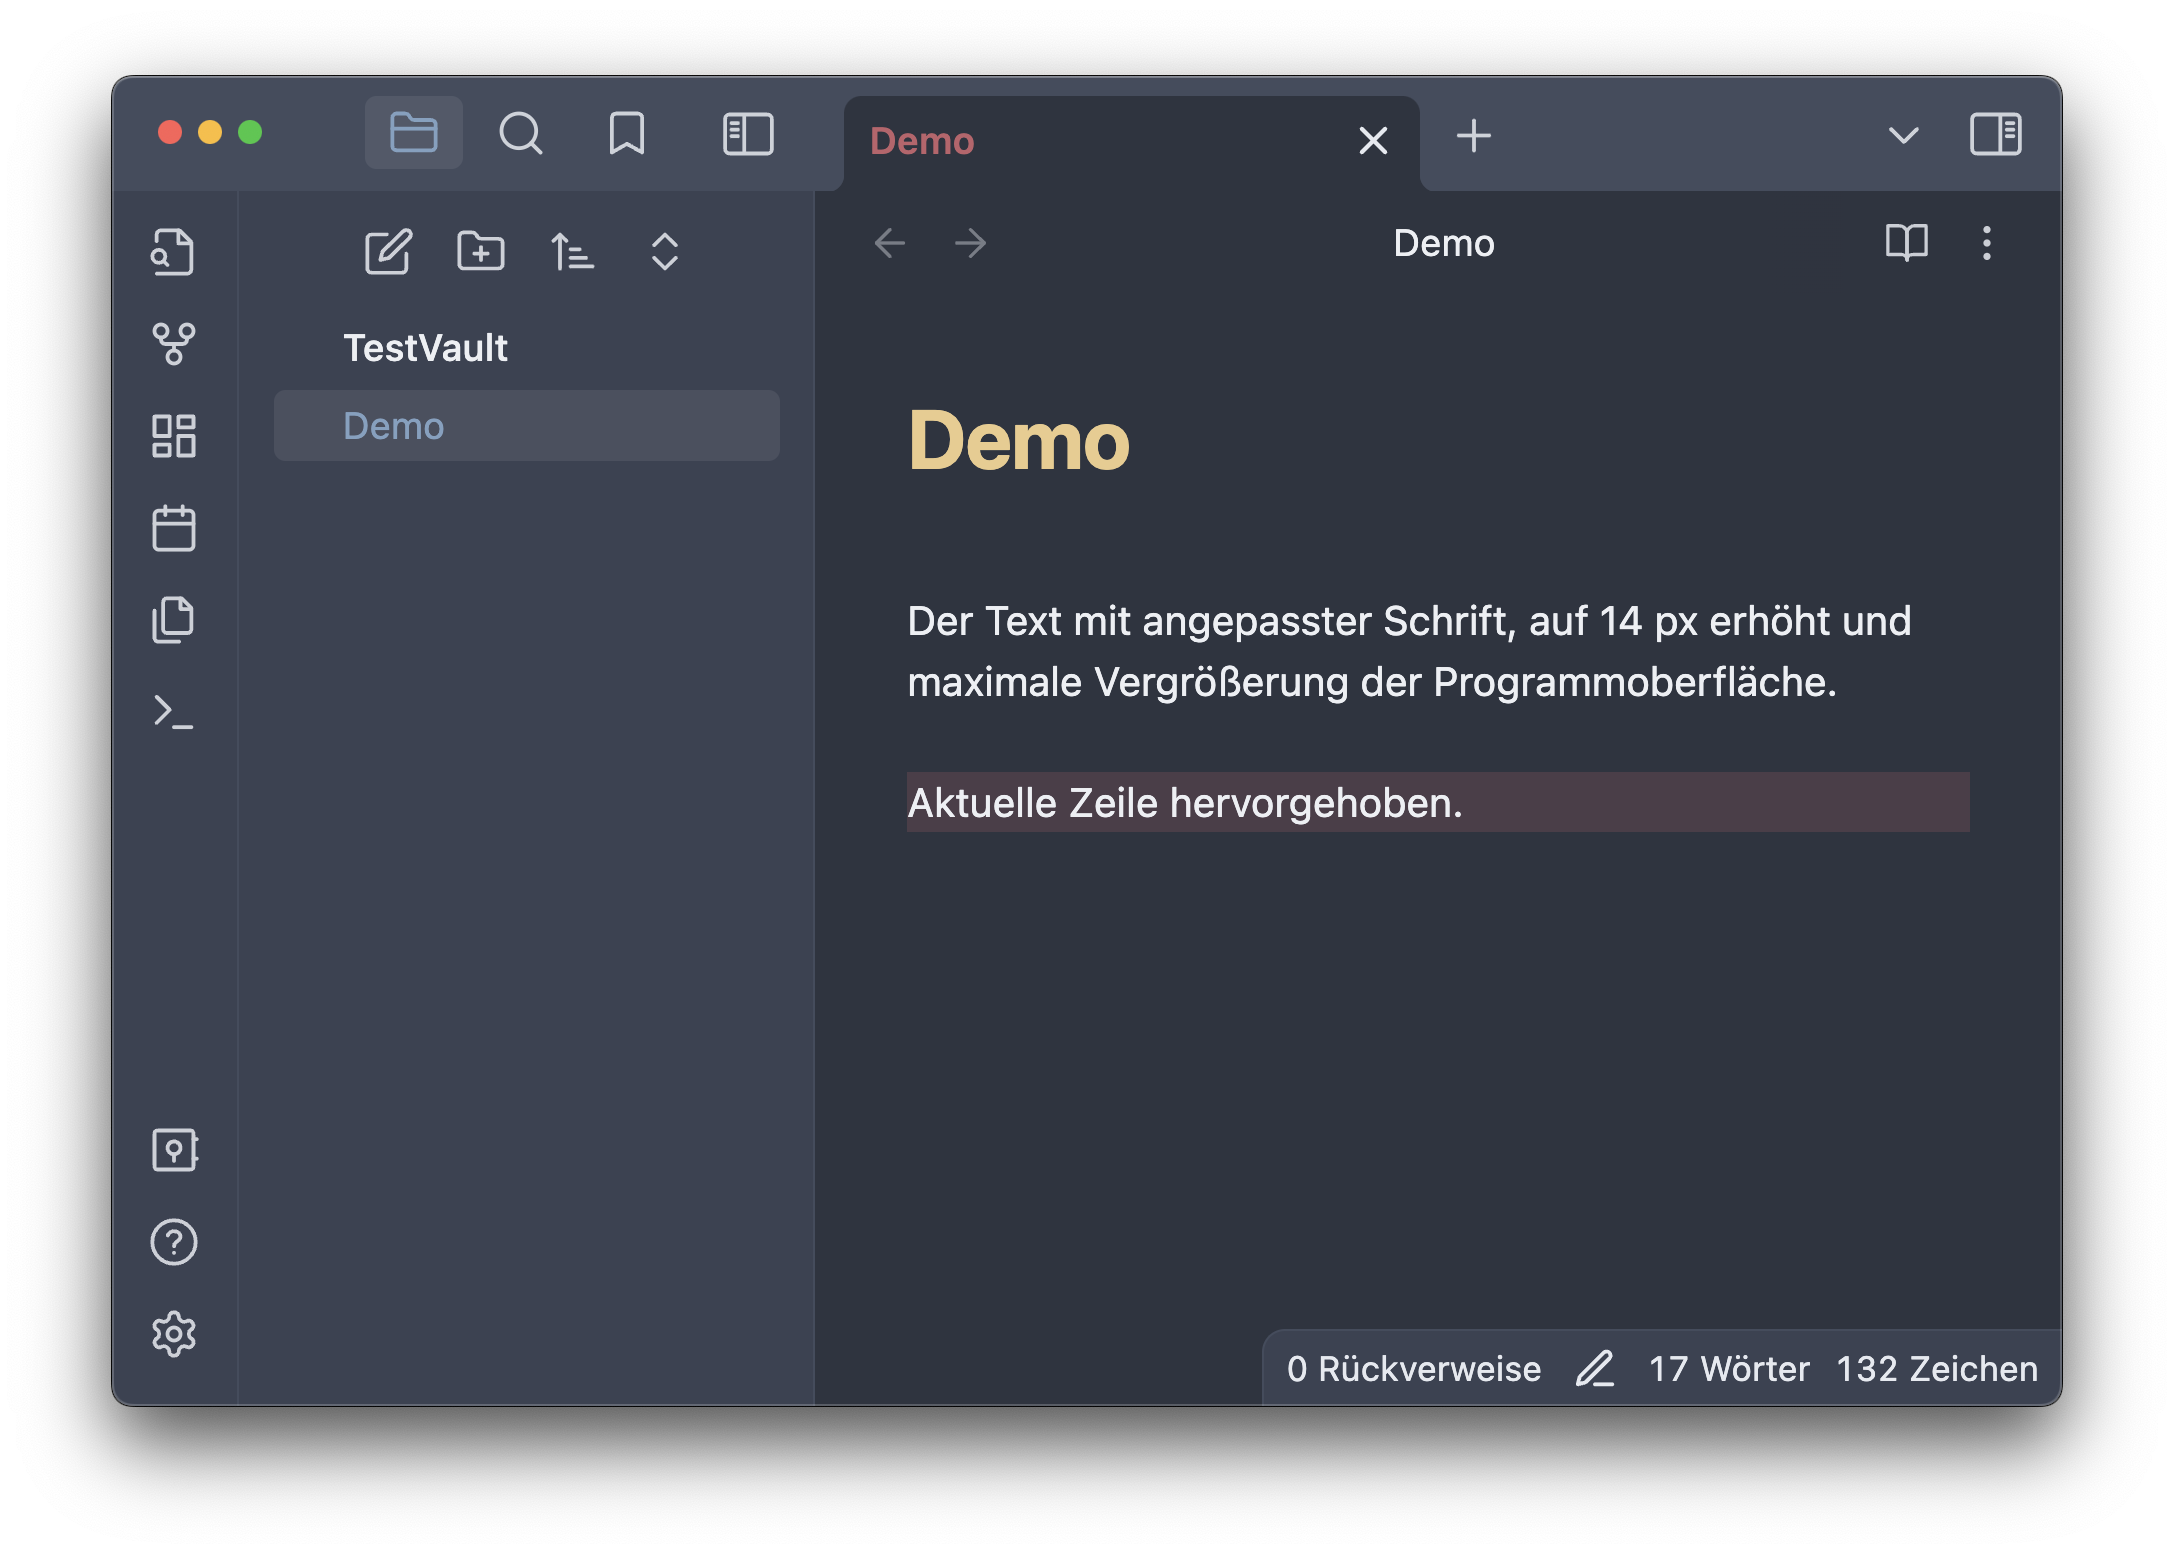 Demo
TestVault
Demo
Demo
Demo
Der Text mit angepasster Schrift, auf 14 px erhöht und
maximale Vergrößerung der Programmoberfläche.
Aktuelle Zeile hervorgehoben.
0 Rückverweise 17 Wörter 132 Zeichen